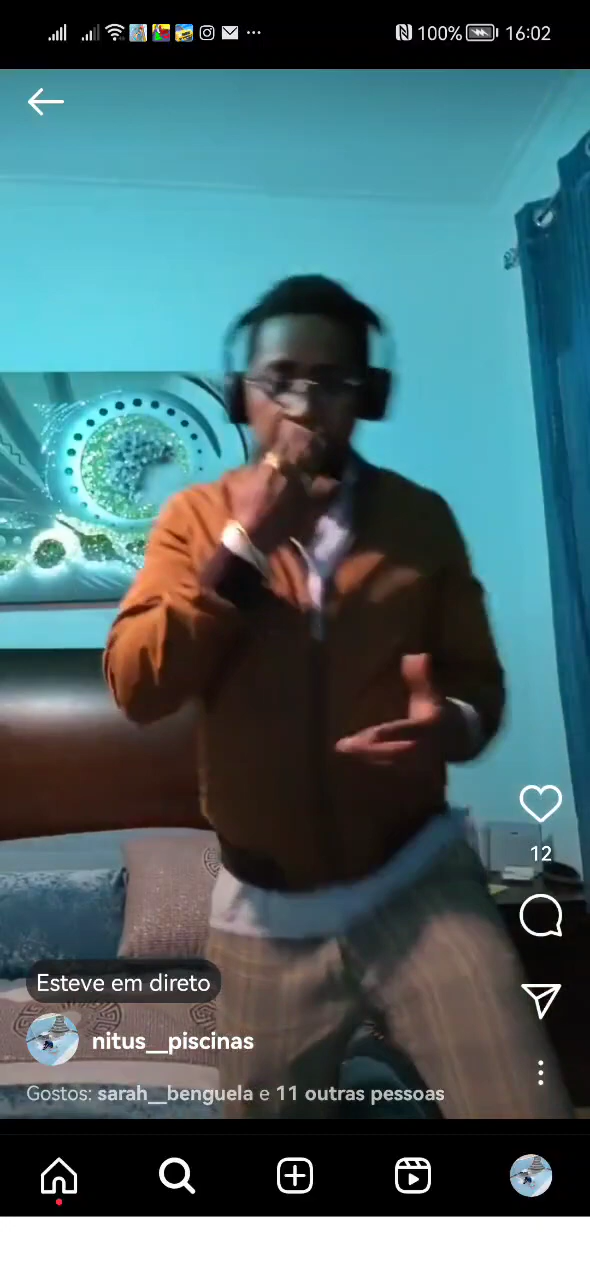 100% 16:02
12
Esteve em direto
nitus__piscinas
Gostos: sarah__benguela e 11 outras pessoas